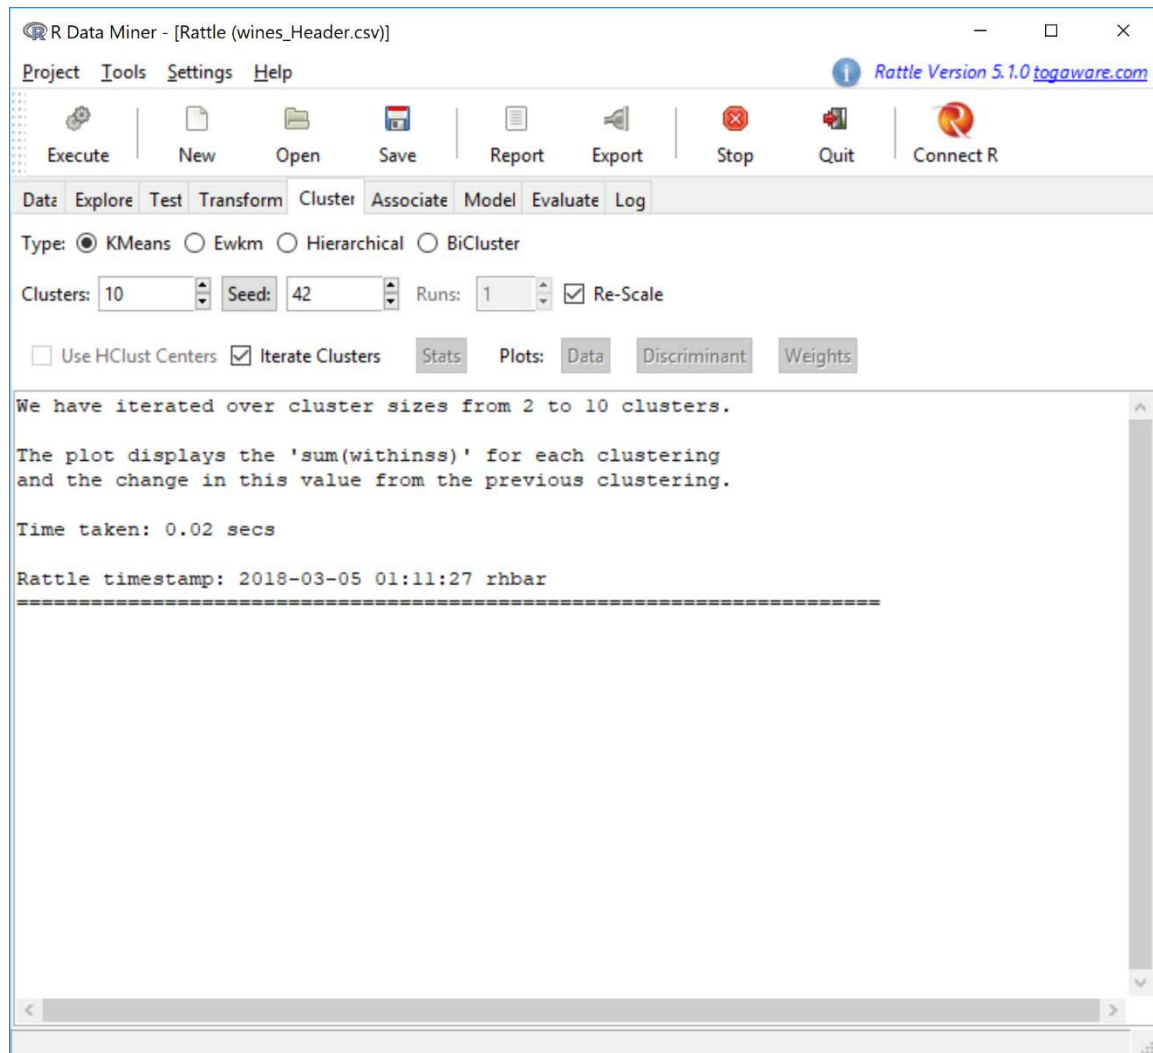 R Data Miner - [Rattle (wines_Header.csv)]
Project Tools Settings Help Rattle Version 5.1.0 togaware.com
Execute New Open Save Report Export Stop Quit Connect R
Data Explore Test Transform Cluster Associate Model Evaluate Log
Type: KMeans Ewkm Hierarchical BiCluster
Clusters: 10 Seed: 42 Runs: 1 Re-Scale
Use HClust Centers Iterate Clusters Stats Plots: Data Discriminant Weights
We have iterated over cluster sizes from 2 to 10 clusters.
The plot displays the 'sum(withinss)' for each clustering
and the change in this value from the previous clustering.
Time taken: 0.02 secs
Rattle timestamp: 2018-03-05 01:11:27 rhbar
======================================================================